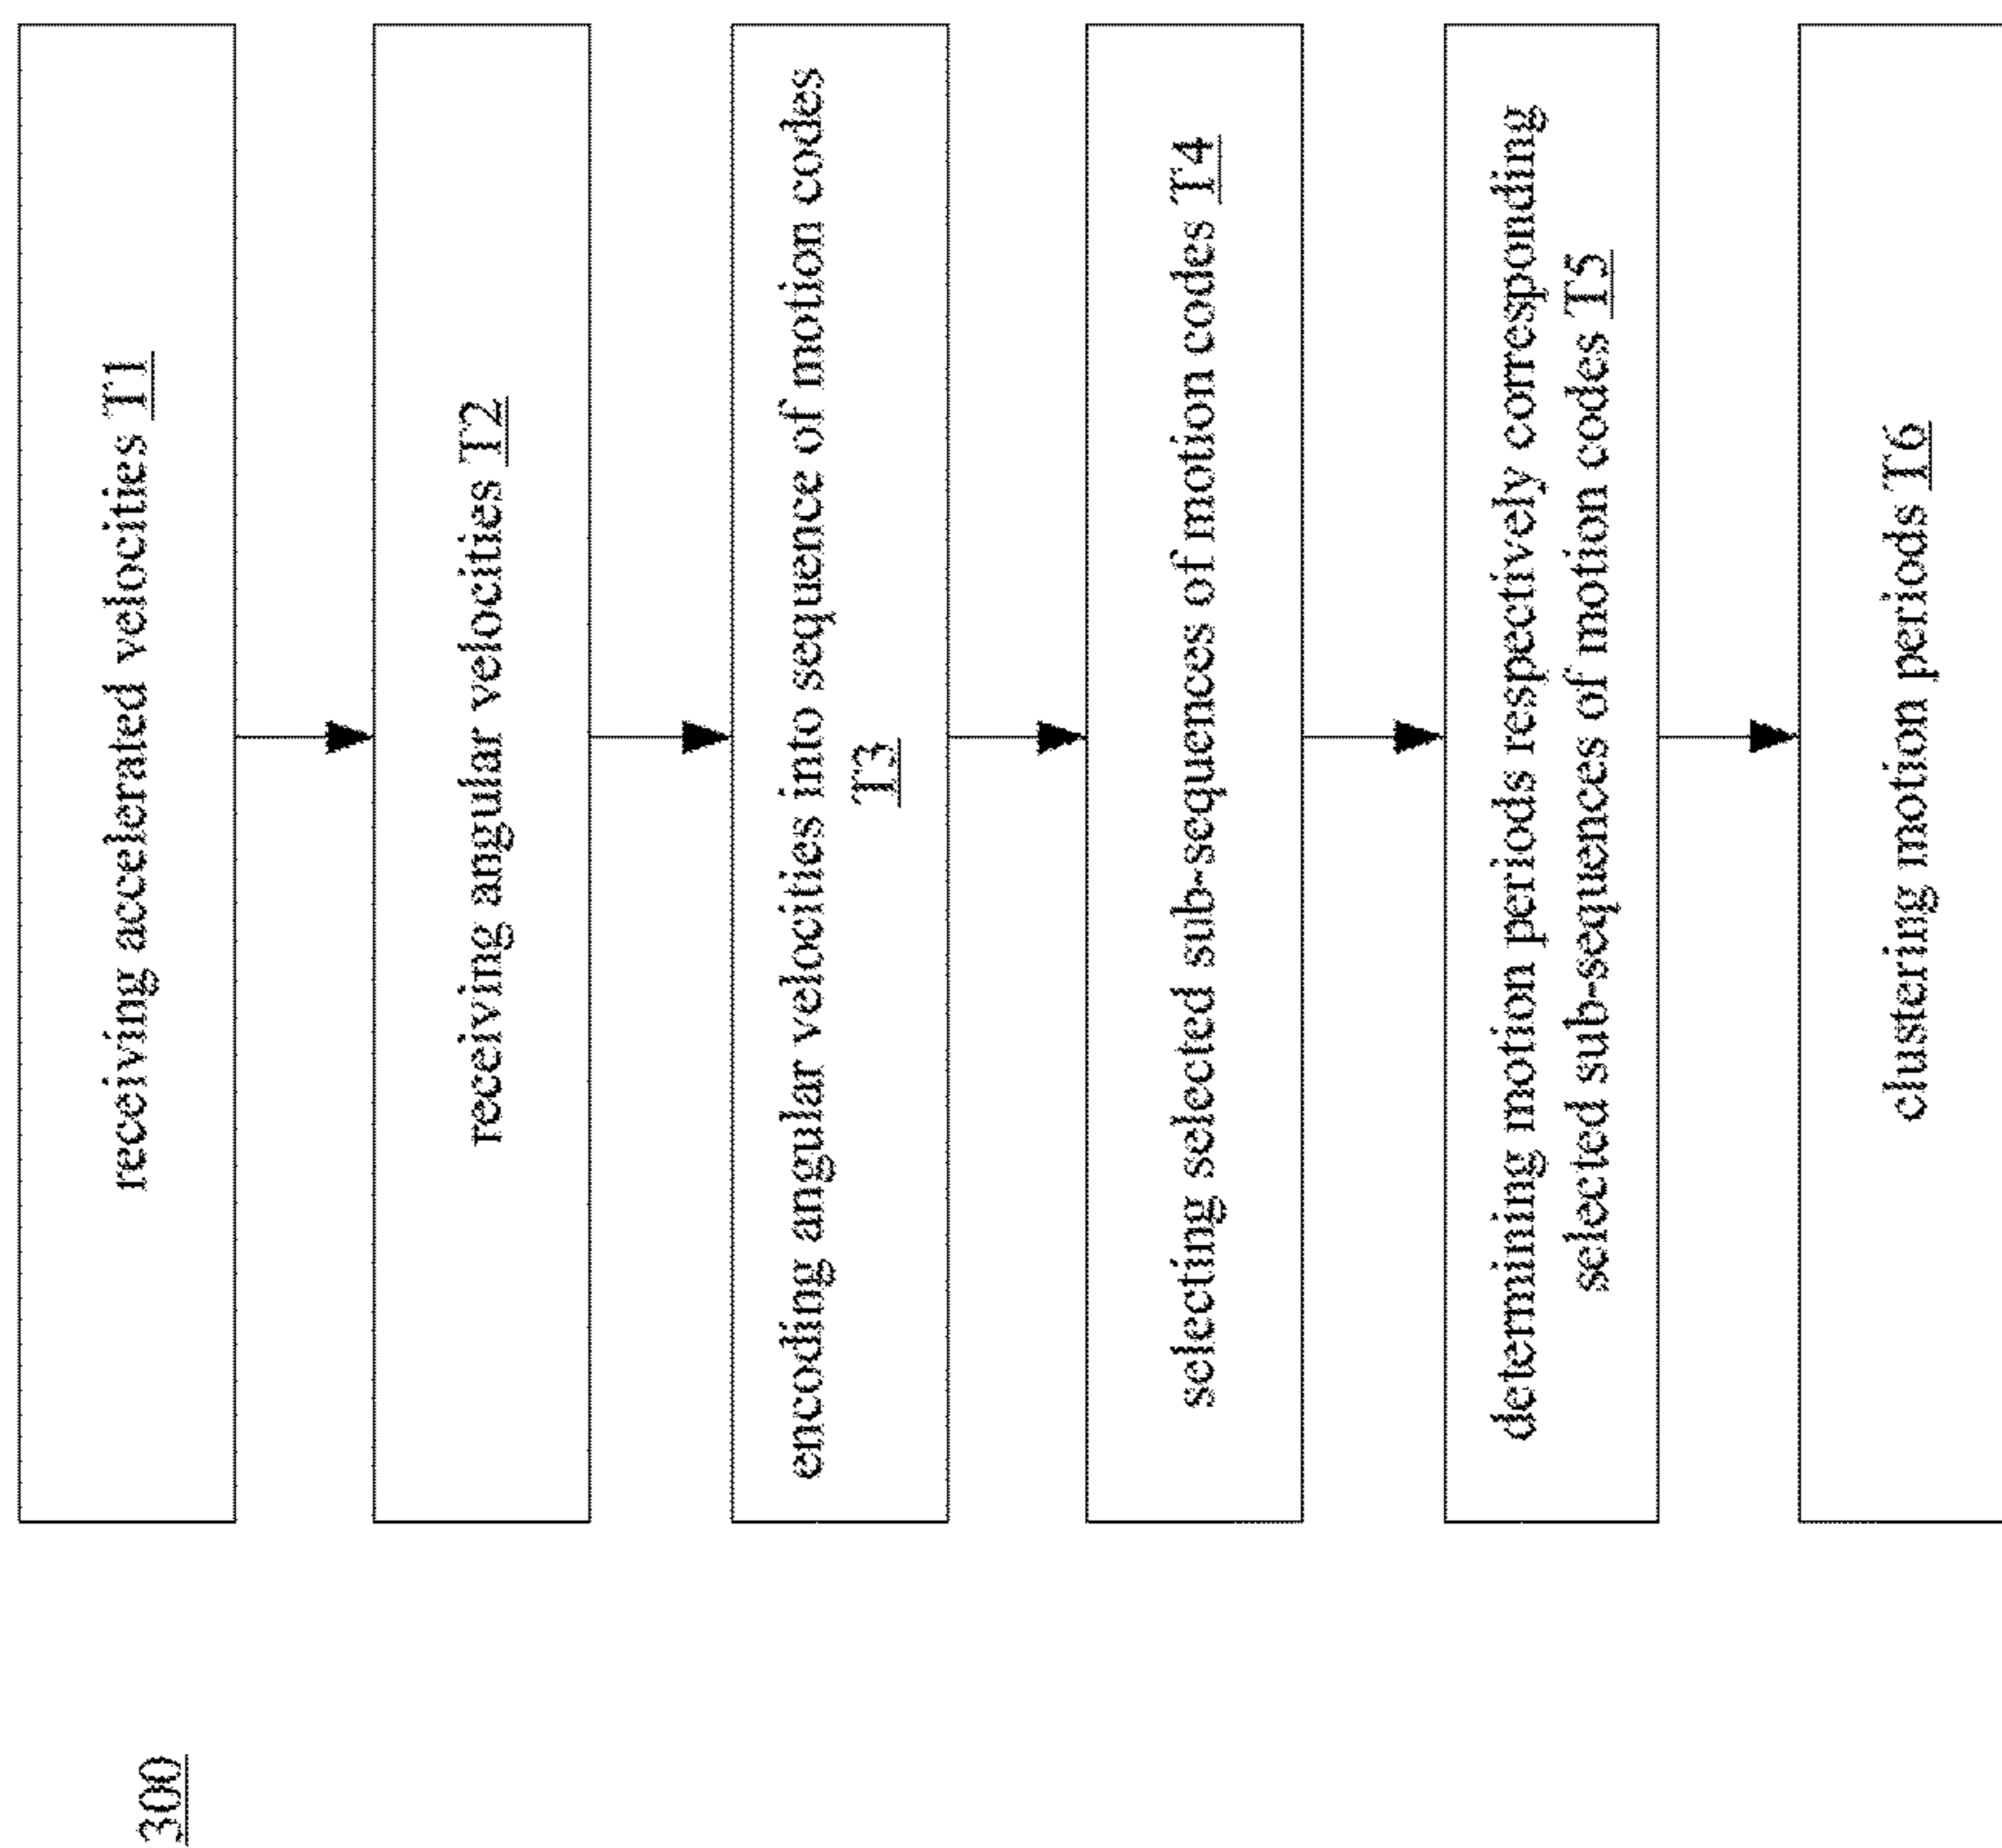 300
receiving accelerated velocities T1
receiving angular velocities T2
encoding angular velocities into sequence of motion codes
T3
selecting selected sub-sequences of motion codes T4
determining motion periods respectively corresponding
selected sub-sequences of motion codes T5
clustering motion periods T6